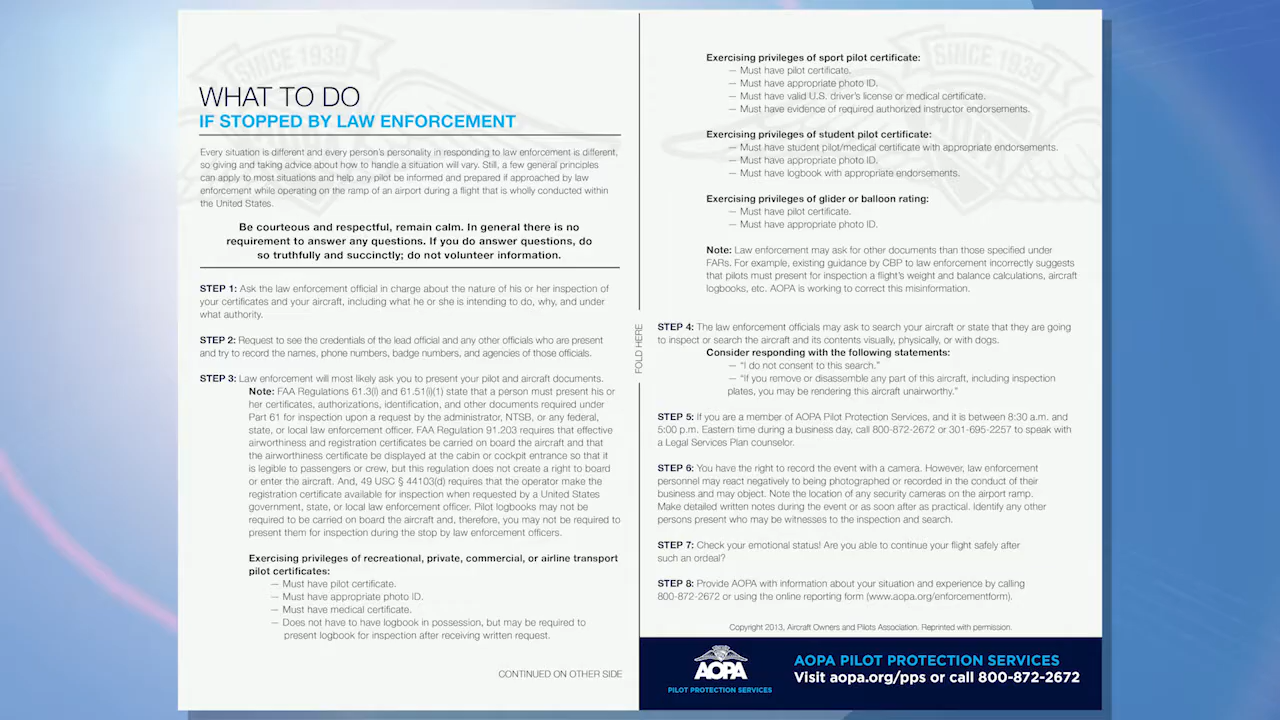 SINCE 1939
WHAT TO DO
IF STOPPED BY LAW ENFORCEMENT
Every situation is different and every person's personality in responding to law enforcement is different,
so giving and taking advice about how to handle a situation will vary. Still, a few general principles
can apply to most situations and help any pilot be informed and prepared if approached by law
enforcement while operating on the ramp of an airport during a flight that is wholly conducted within
the United States.
Be courteous and respectful, remain calm. In general there is no
requirement to answer any questions. If you do answer questions, do
so truthfully and succinctly; do not volunteer information.
STEP 1: Ask the law enforcement official in charge about the nature of his or her inspection of
your certificates and your aircraft, including what he or she is intending to do, why, and under
what authority.
STEP 2: Request to see the credentials of the lead official and any other officials who are present
and try to record the names, phone numbers, badge numbers, and agencies of those officials.
STEP 3: Law enforcement will most likely ask you to present your pilot and aircraft documents.
Note: FAA Regulations 61.3(l) and 61.51(i)(1) state that a person must present his or
her certificates, authorizations, identification, and other documents required under
Part 61 for inspection upon a request by the administrator, NTSB, or any federal,
state, or local law enforcement officer. FAA Regulation 91.203 requires that effective
airworthiness and registration certificates be carried on board the aircraft and that
the airworthiness certificate be displayed at the cabin or cockpit entrance so that it
is legible to passengers or crew, but this regulation does not create a right to board
or enter the aircraft. And, 49 USC § 44103(d) requires that the operator make the
registration certificate available for inspection when requested by a United States
government, state, or local law enforcement officer. Pilot logbooks may not be
required to be carried on board the aircraft and, therefore, you may not be required to
present them for inspection during the stop by law enforcement officers.
Exercising privileges of recreational, private, commercial, or airline transport
pilot certificates:
— Must have pilot certificate.
— Must have appropriate photo ID.
— Must have medical certificate.
— Does not have to have logbook in possession, but may be required to
present logbook for inspection after receiving written request.
CONTINUED ON OTHER SIDE
FOLD HERE
SINCE 1939
Exercising privileges of sport pilot certificate:
— Must have pilot certificate.
— Must have appropriate photo ID.
— Must have valid U.S. driver's license or medical certificate.
— Must have evidence of required authorized instructor endorsements.
Exercising privileges of student pilot certificate:
— Must have student pilot/medical certificate with appropriate endorsements.
— Must have appropriate photo ID.
— Must have logbook with appropriate endorsements.
Exercising privileges of glider or balloon rating:
— Must have pilot certificate.
— Must have appropriate photo ID.
Note: Law enforcement may ask for other documents than those specified under
FARs. For example, existing guidance by CBP to law enforcement incorrectly suggests
that pilots must present for inspection a flight's weight and balance calculations, aircraft
logbooks, etc. AOPA is working to correct this misinformation.
STEP 4: The law enforcement officials may ask to search your aircraft or state that they are going
to inspect or search the aircraft and its contents visually, physically, or with dogs.
Consider responding with the following statements:
— "I do not consent to this search."
— "If you remove or disassemble any part of this aircraft, including inspection
plates, you may be rendering this aircraft unairworthy."
STEP 5: If you are a member of AOPA Pilot Protection Services, and it is between 8:30 a.m. and
5:00 p.m. Eastern time during a business day, call 800-872-2672 or 301-695-2257 to speak with
a Legal Services Plan counselor.
STEP 6: You have the right to record the event with a camera. However, law enforcement
personnel may react negatively to being photographed or recorded in the conduct of their
business and may object. Note the location of any security cameras on the airport ramp.
Make detailed written notes during the event or as soon after as practical. Identify any other
persons present who may be witnesses to the inspection and search.
STEP 7: Check your emotional status! Are you able to continue your flight safely after
such an ordeal?
STEP 8: Provide AOPA with information about your situation and experience by calling
800-872-2672 or using the online reporting form (www.aopa.org/enforcementform).
Copyright 2013, Aircraft Owners and Pilots Association. Reprinted with permission.
AOPA
PILOT PROTECTION SERVICES
AOPA PILOT PROTECTION SERVICES
Visit aopa.org/pps or call 800-872-2672